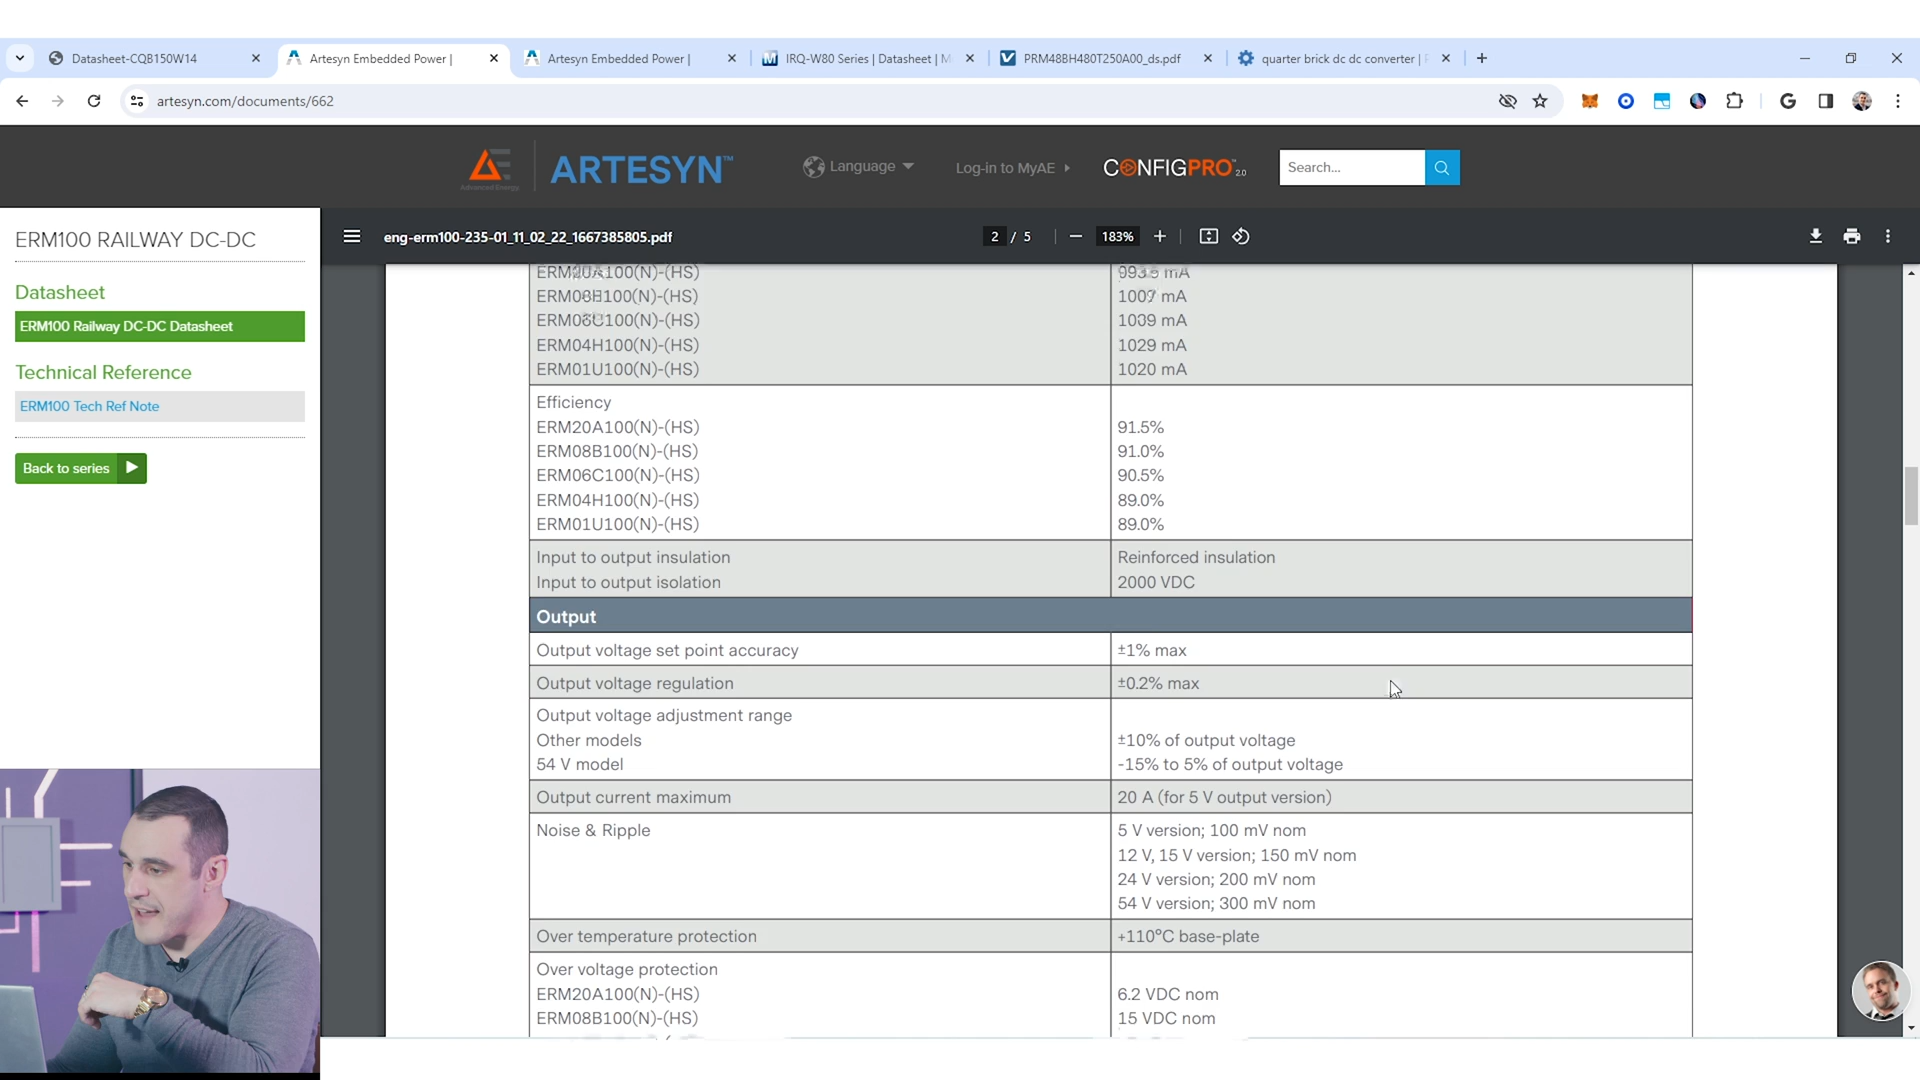 Datasheet-CQB150W14
Artesyn Embedded Power |
Artesyn Embedded Power |
IRQ-W80 Series | Datasheet | M
PRM48BH480T250A00_ds.pdf
quarter brick dc dc converter |
artesyn.com/documents/662
Advanced Energy
ARTESYN™
Language
Log-in to MyAE
CONFIGPRO™ 2.0
Search...
ERM100 RAILWAY DC-DC
Datasheet
ERM100 Railway DC-DC Datasheet
Technical Reference
ERM100 Tech Ref Note
Back to series
eng-erm100-235-01_11_02_22_1667385805.pdf
2 / 5
183%
1007 mA
1009 mA
ERM04H100(N)-(HS) 1029 mA
ERM01U100(N)-(HS) 1020 mA
Efficiency
ERM20A100(N)-(HS) 91.5%
ERM08B100(N)-(HS) 91.0%
ERM06C100(N)-(HS) 90.5%
ERM04H100(N)-(HS) 89.0%
ERM01U100(N)-(HS) 89.0%
Input to output insulation Reinforced insulation
Input to output isolation 2000 VDC
Output
Output voltage set point accuracy ±1% max
Output voltage regulation ±0.2% max
Output voltage adjustment range
Other models ±10% of output voltage
54 V model -15% to 5% of output voltage
Output current maximum 20 A (for 5 V output version)
Noise & Ripple 5 V version; 100 mV nom
12 V, 15 V version; 150 mV nom
24 V version; 200 mV nom
54 V version; 300 mV nom
Over temperature protection +110°C base-plate
Over voltage protection
ERM20A100(N)-(HS) 6.2 VDC nom
ERM08B100(N)-(HS) 15 VDC nom